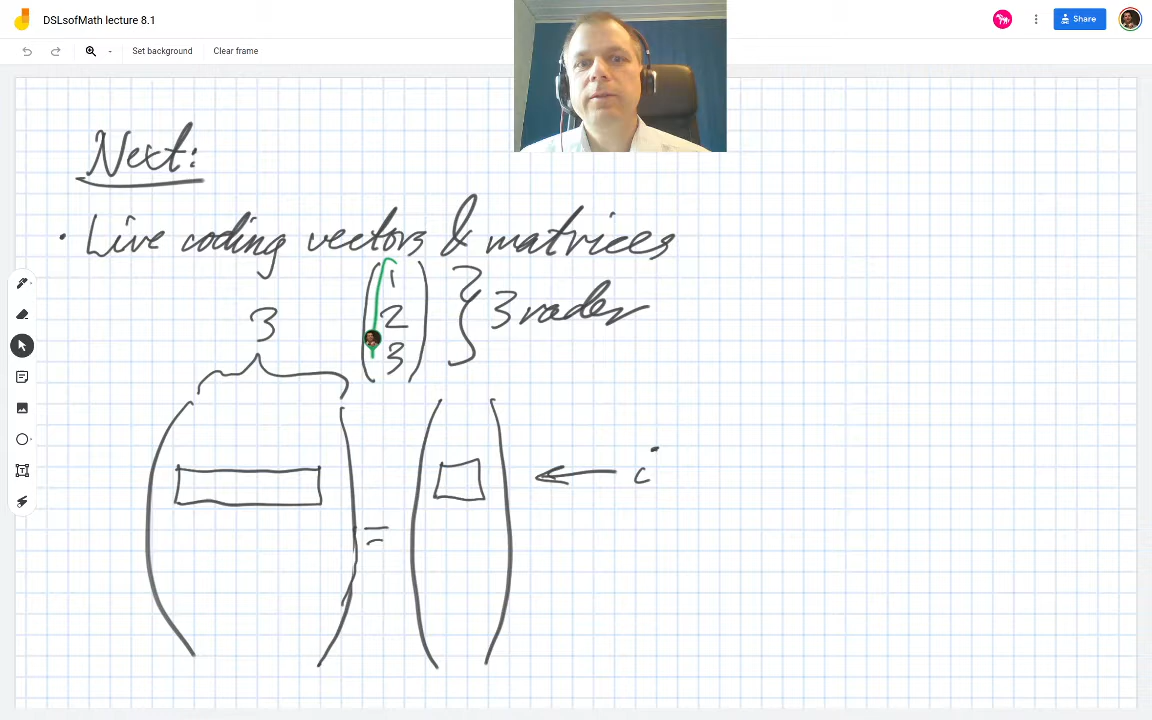 DSLsofMath lecture 8.1
Share
Set background
Clear frame
Next:
· Live coding vectors & matrices
1
2
3
3 rader
3
=
i